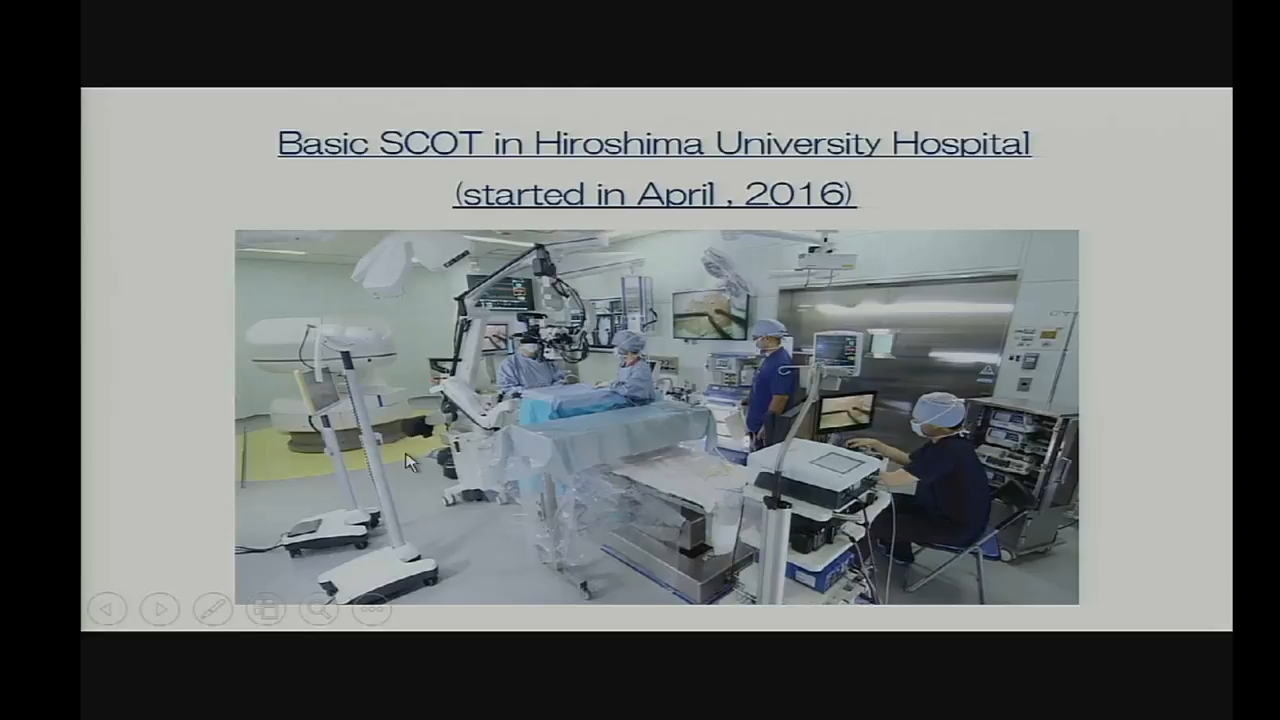 Basic SCOT in Hiroshima University Hospital
(started in April , 2016)